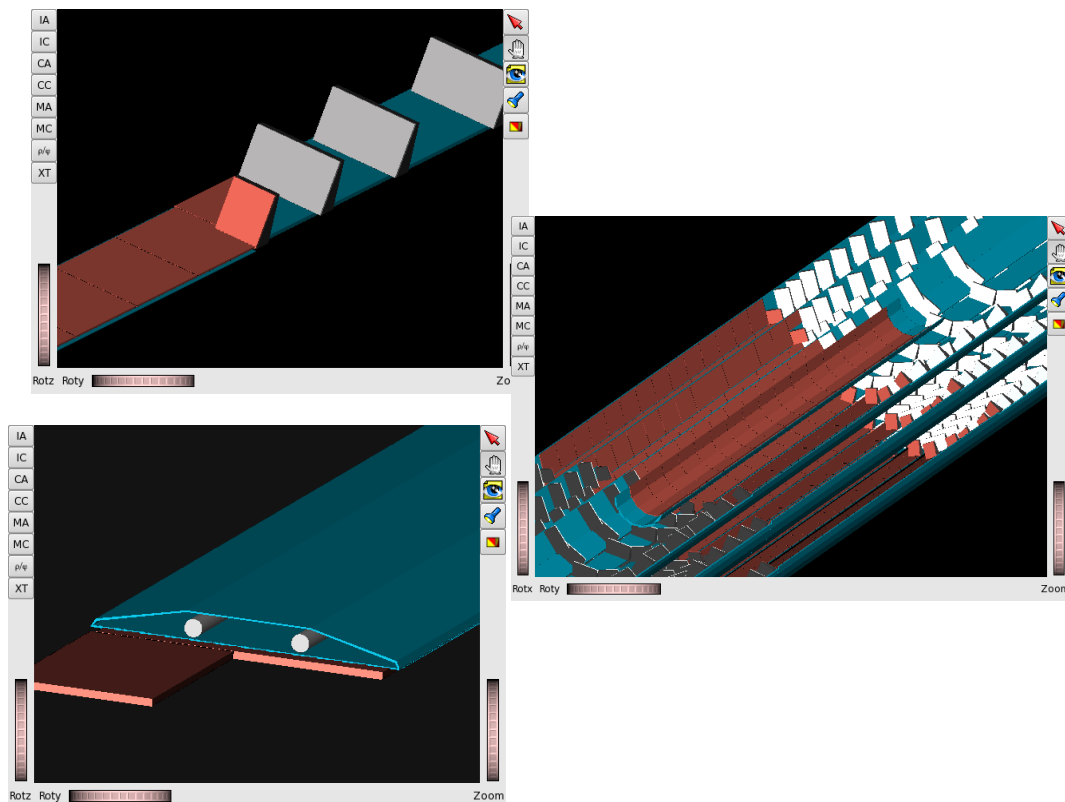 IA
IC
CA
CC
MA
MC
ρ/φ
XT
Rotz Roty Zo
IA
IC
CA
CC
MA
MC
ρ/φ
XT
Rotx Roty Zoom
IA
IC
CA
CC
MA
MC
ρ/φ
XT
Rotz Roty Zoom